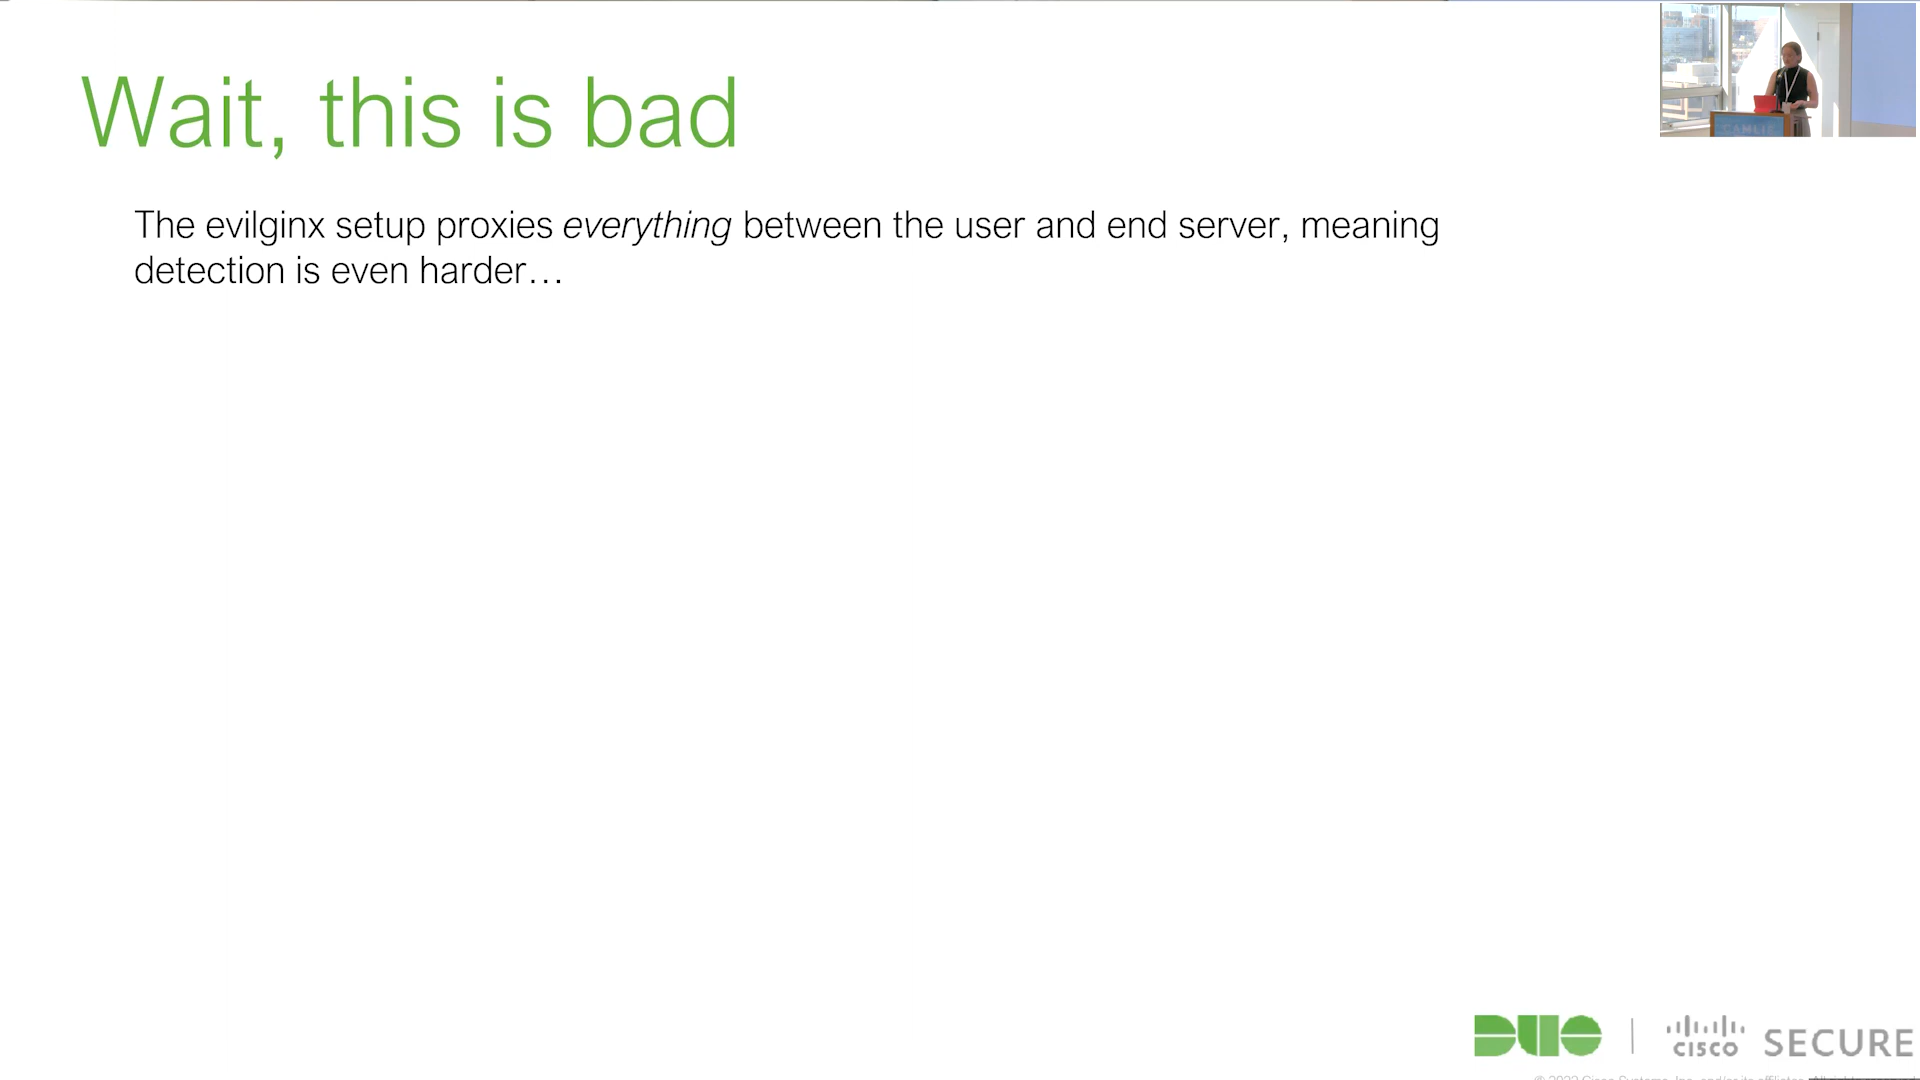 Wait, this is bad
The evilginx setup proxies everything between the user and end server, meaning
detection is even harder…
CAMLIS
DUO
cisco SECURE